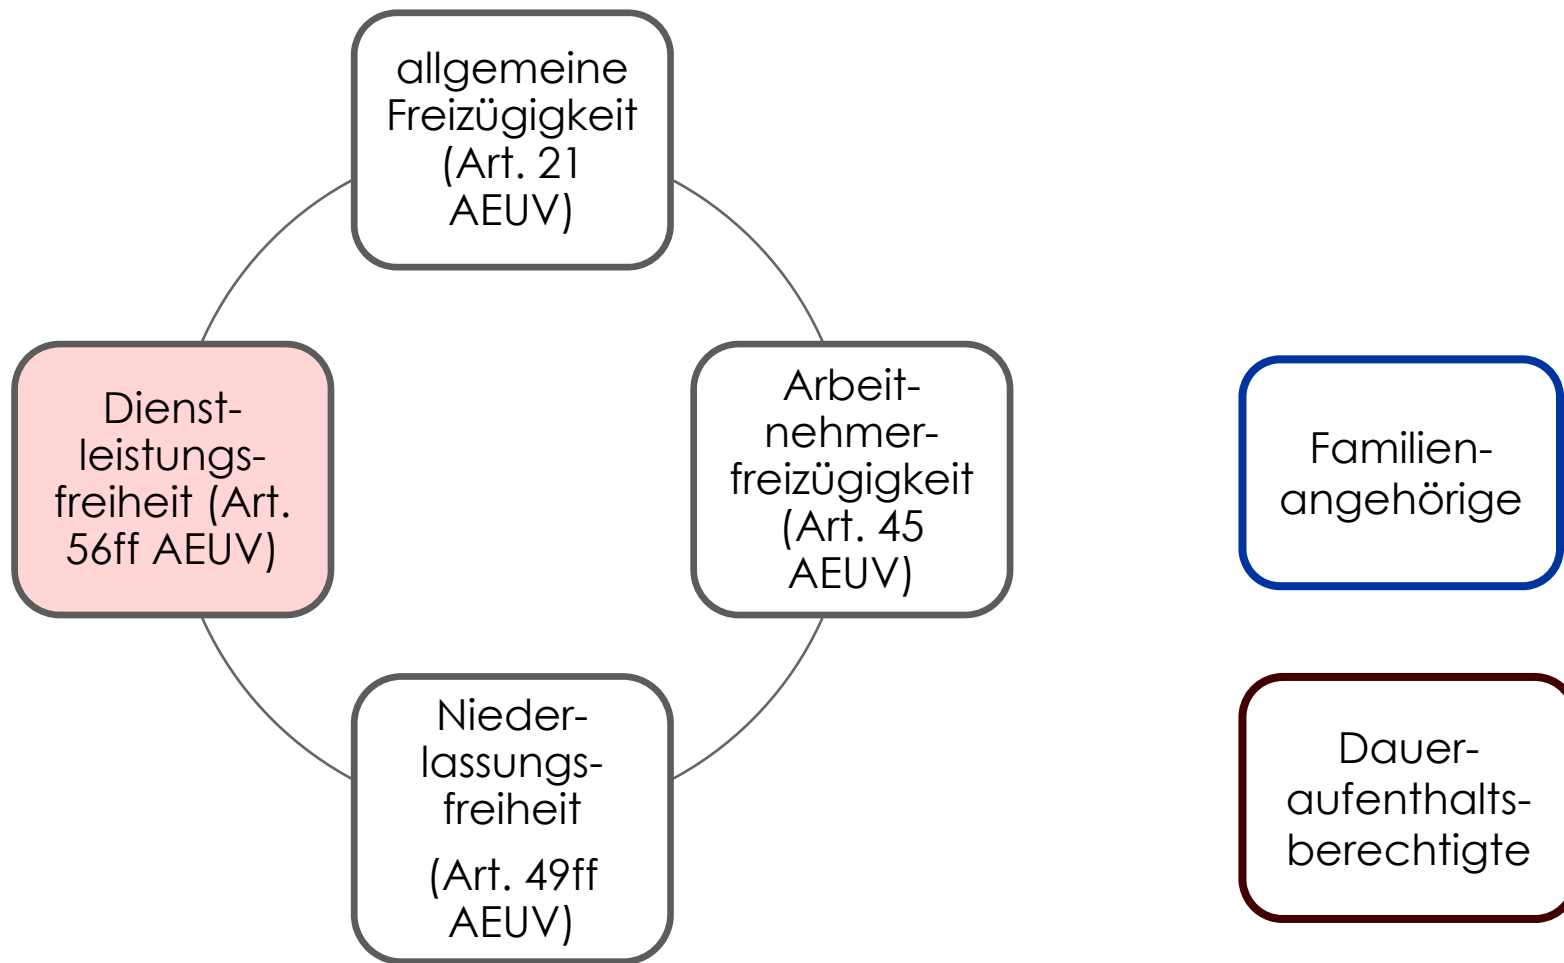 allgemeine
Freizügigkeit
(Art. 21
AEUV)
Dienst-
leistungs-
freiheit (Art.
56ff AEUV)
Arbeit-
nehmer-
freizügigkeit
(Art. 45
AEUV)
Nieder-
lassungs-
freiheit
(Art. 49ff
AEUV)
Familien-
angehörige
Dauer-
aufenthalts-
berechtigte